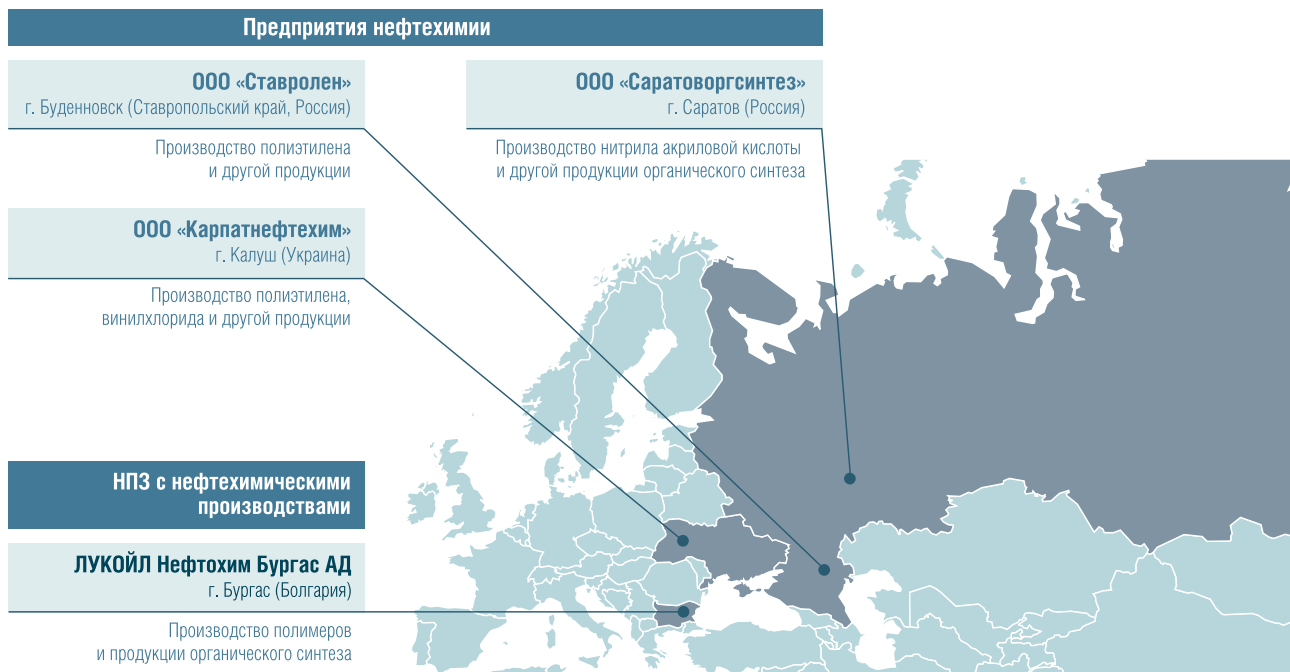 Предприятия нефтехимии
ООО «Ставролен»
г. Буденновск (Ставропольский край, Россия)
Производство полиэтилена
и другой продукции
ООО «Саратоворгсинтез»
г. Саратов (Россия)
Производство нитрила акриловой кислоты
и другой продукции органического синтеза
ООО «Карпатнефтехим»
г. Калуш (Украина)
Производство полиэтилена,
винилхлорида и другой продукции
НПЗ с нефтехимическими
производствами
ЛУКОЙЛ Нефтохим Бургас АД
г. Бургас (Болгария)
Производство полимеров
и продукции органического синтеза